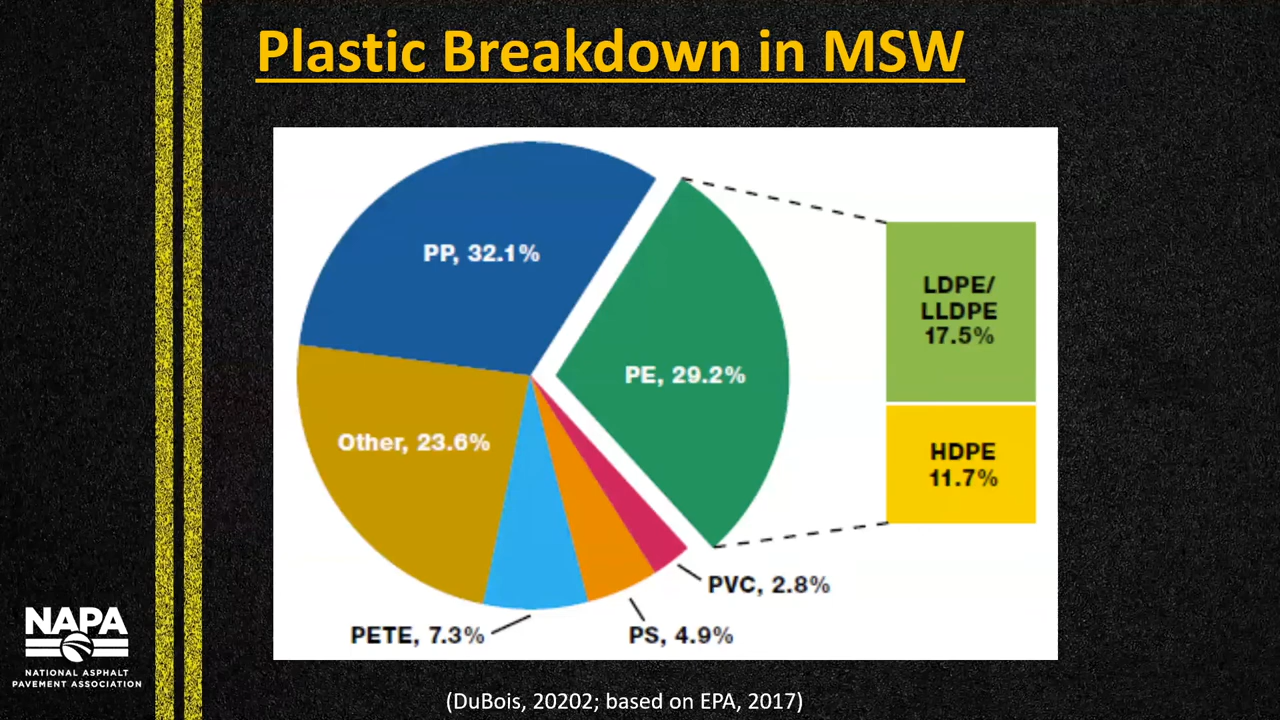 Plastic Breakdown in MSW
PP, 32.1%
PE, 29.2%
LDPE/
LLDPE
17.5%
HDPE
11.7%
Other, 23.6%
PVC, 2.8%
PETE, 7.3%
PS, 4.9%
NAPA
NATIONAL ASPHALT
PAVEMENT ASSOCIATION
(DuBois, 20202; based on EPA, 2017)